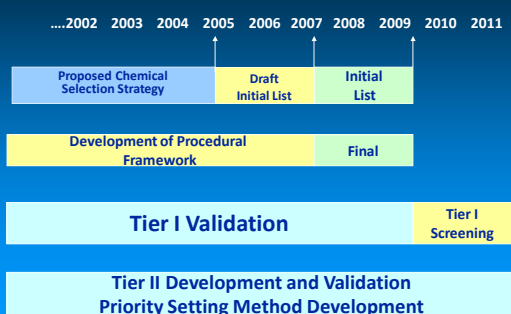 ....2002 2003 2004 2005 2006 2007 2008 2009 2010 2011
Proposed Chemical
Selection Strategy
Draft
Initial List
Initial
List
Development of Procedural
Framework
Final
Tier I Validation
Tier I
Screening
Tier II Development and Validation
Priority Setting Method Development